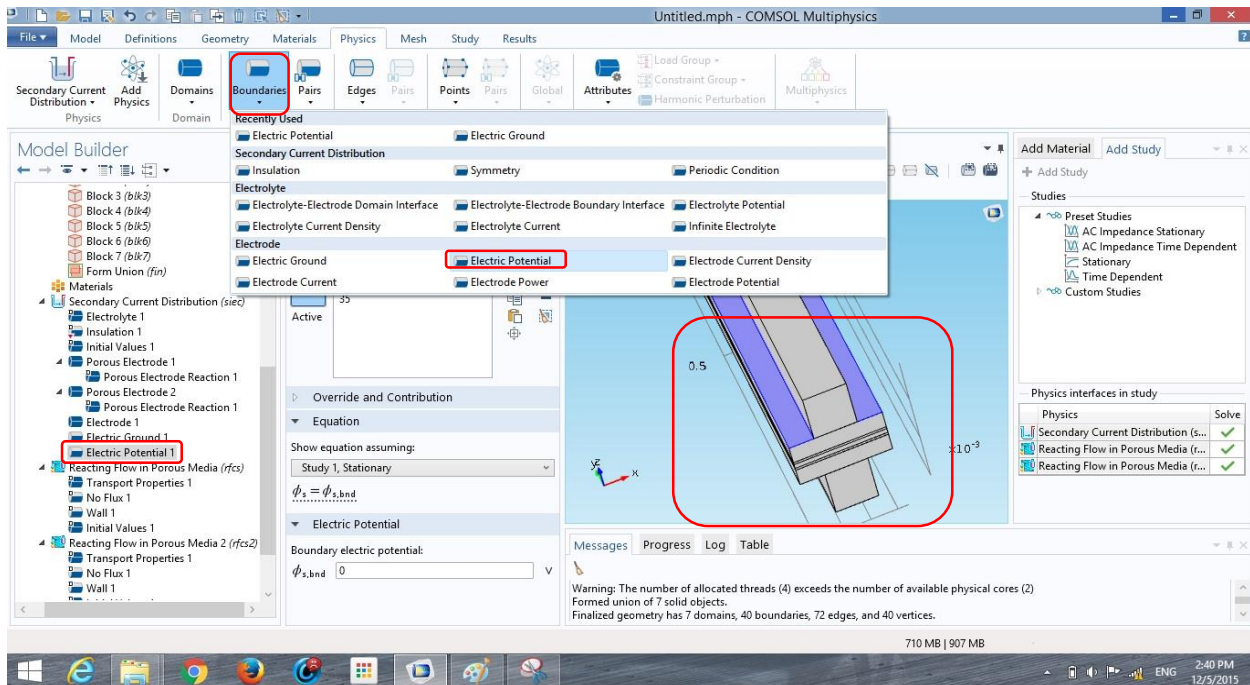 Untitled.mph - COMSOL Multiphysics
File Model Definitions Geometry Materials Physics Mesh Study Results
Secondary Current Distribution
Add Physics
Domains
Boundaries
Pairs
Edges
Pairs
Points
Pairs
Global
Attributes
Load Group
Constraint Group
Harmonic Perturbation
Multiphysics
Physics
Domain
Recently Used
Electric Potential Electric Ground
Secondary Current Distribution
Insulation Symmetry Periodic Condition
Electrolyte
Electrolyte-Electrode Domain Interface Electrolyte-Electrode Boundary Interface Electrolyte Potential
Electrolyte Current Density Electrolyte Current Infinite Electrolyte
Electrode
Electric Ground Electric Potential Electrode Current Density
Electrode Current Electrode Power Electrode Potential
Model Builder
Block 3 (blk3)
Block 4 (blk4)
Block 5 (blk5)
Block 6 (blk6)
Block 7 (blk7)
Form Union (fin)
Materials
Secondary Current Distribution (siec)
Electrolyte 1
Insulation 1
Initial Values 1
Porous Electrode 1
Porous Electrode Reaction 1
Porous Electrode 2
Porous Electrode Reaction 1
Electrode 1
Electric Ground 1
Electric Potential 1
Reacting Flow in Porous Media (rfcs)
Transport Properties 1
No Flux 1
Wall 1
Initial Values 1
Reacting Flow in Porous Media 2 (rfcs2)
Transport Properties 1
No Flux 1
Wall 1
Active
35
Override and Contribution
Equation
Show equation assuming:
Study 1, Stationary
ϕs = ϕs,bnd
Electric Potential
Boundary electric potential:
ϕs,bnd 0 V
0.5
×10⁻³
y z x
Messages Progress Log Table
Warning: The number of allocated threads (4) exceeds the number of available physical cores (2)
Formed union of 7 solid objects.
Finalized geometry has 7 domains, 40 boundaries, 72 edges, and 40 vertices.
Add Material Add Study
+ Add Study
Studies
Preset Studies
AC Impedance Stationary
AC Impedance Time Dependent
Stationary
Time Dependent
Custom Studies
Physics interfaces in study
Physics Solve
Secondary Current Distribution (s...
Reacting Flow in Porous Media (r...
Reacting Flow in Porous Media (r...
710 MB | 907 MB
ENG
2:40 PM
12/5/2015